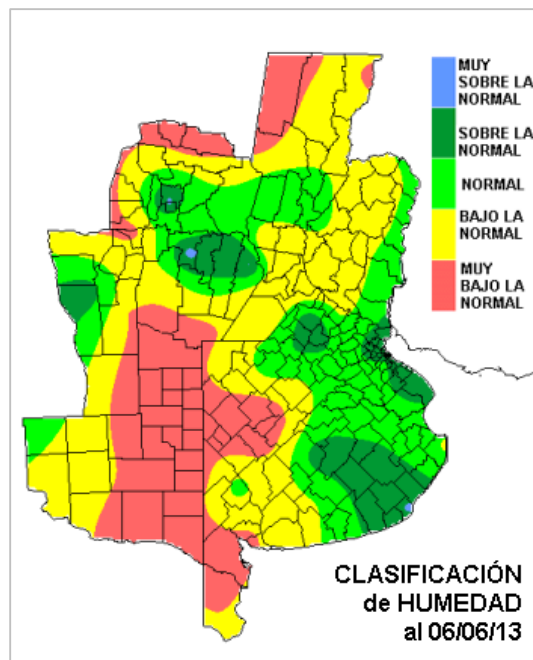 MUY
SOBRE LA
NORMAL
SOBRE LA
NORMAL
NORMAL
BAJO LA
NORMAL
MUY
BAJO LA
NORMAL
CLASIFICACIÓN
de HUMEDAD
al 06/06/13